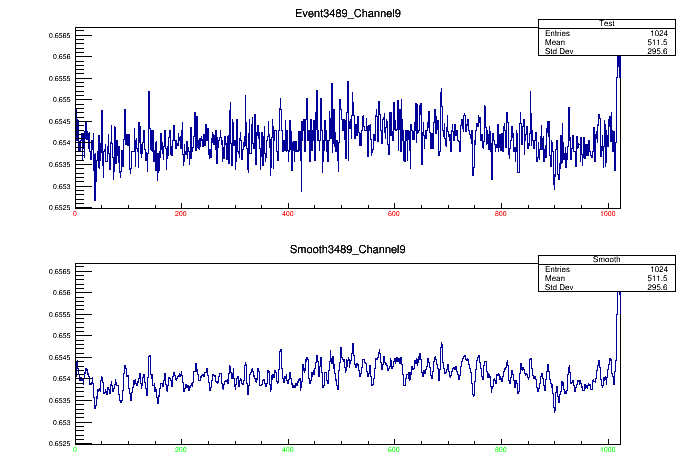 Event3489_Channel9
Test
Entries 1024
Mean 511.5
Std Dev 295.6
0.6565
0.656
0.6555
0.655
0.6545
0.654
0.6535
0.653
0.6525
0 200 400 600 800 1000
Smooth3489_Channel9
Smooth
Entries 1024
Mean 511.5
Std Dev 295.6
0.6565
0.656
0.6555
0.655
0.6545
0.654
0.6535
0.653
0.6525
0 200 400 600 800 1000